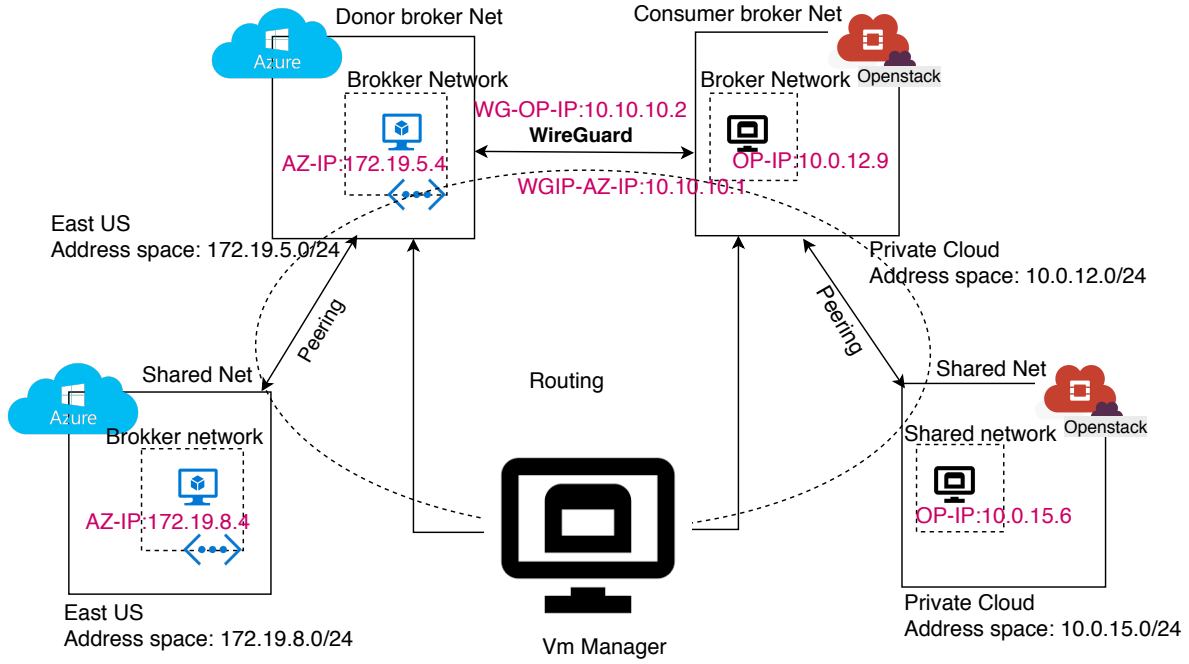 Donor broker Net
Consumer broker Net
Azure
Openstack
Brokker Network
Broker Network
WG-OP-IP:10.10.10.2
WireGuard
AZ-IP:172.19.5.4
OP-IP:10.0.12.9
WGIP-AZ-IP:10.10.10.1
East US
Address space: 172.19.5.0/24
Private Cloud
Address space: 10.0.12.0/24
Peering
Peering
Shared Net
Routing
Shared Net
Azure
Openstack
Brokker network
Shared network
AZ-IP:172.19.8.4
OP-IP:10.0.15.6
East US
Address space: 172.19.8.0/24
Private Cloud
Address space: 10.0.15.0/24
Vm Manager